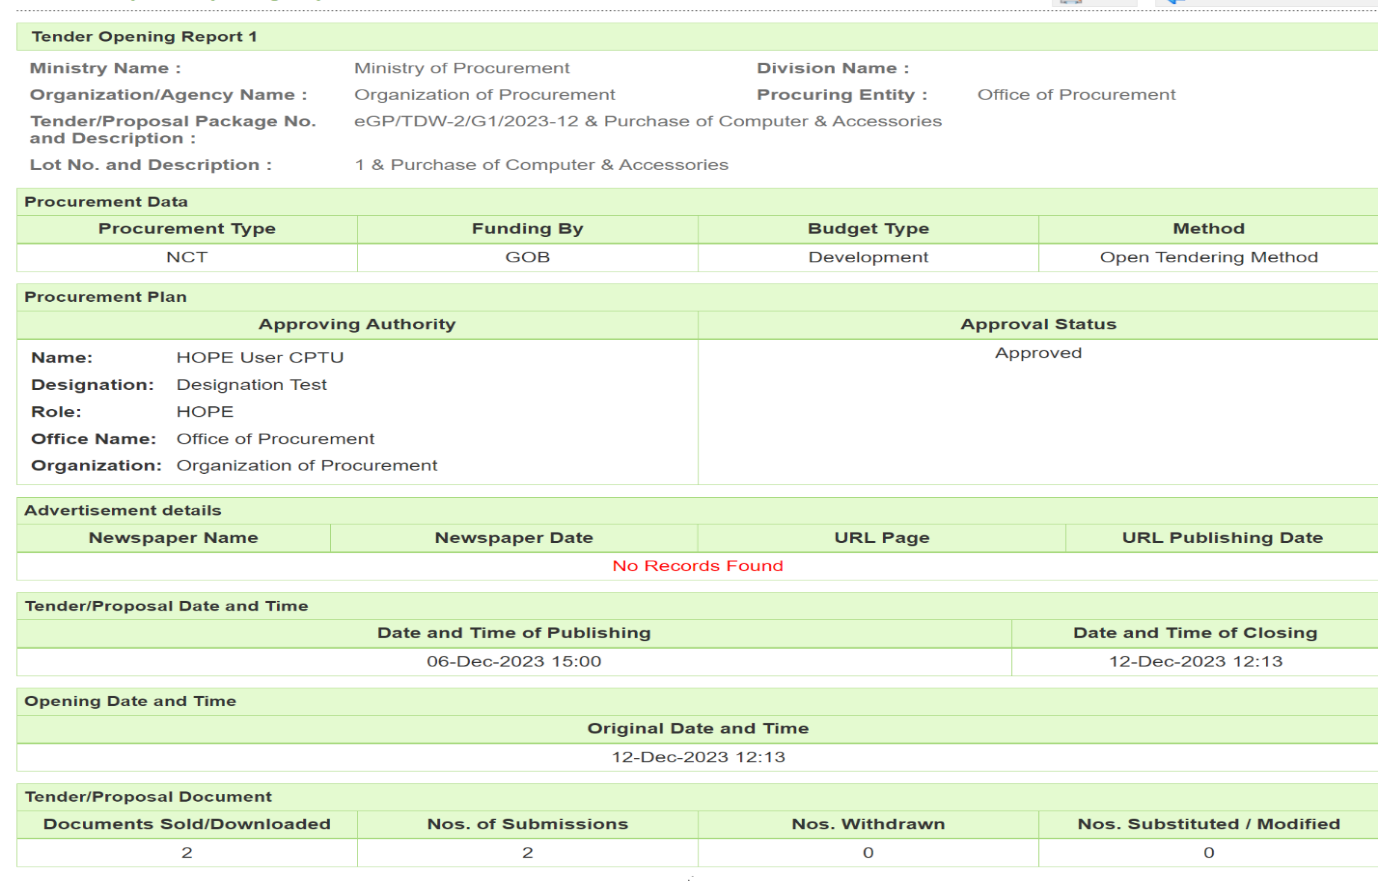 Tender Opening Report 1
Ministry Name : Ministry of Procurement Division Name :
Organization/Agency Name : Organization of Procurement Procuring Entity : Office of Procurement
Tender/Proposal Package No. eGP/TDW-2/G1/2023-12 & Purchase of Computer & Accessories
and Description :
Lot No. and Description : 1 & Purchase of Computer & Accessories
Procurement Data
Procurement Type Funding By Budget Type Method
NCT GOB Development Open Tendering Method
Procurement Plan
Approving Authority Approval Status
Name: HOPE User CPTU Approved
Designation: Designation Test
Role: HOPE
Office Name: Office of Procurement
Organization: Organization of Procurement
Advertisement details
Newspaper Name Newspaper Date URL Page URL Publishing Date
No Records Found
Tender/Proposal Date and Time
Date and Time of Publishing Date and Time of Closing
06-Dec-2023 15:00 12-Dec-2023 12:13
Opening Date and Time
Original Date and Time
12-Dec-2023 12:13
Tender/Proposal Document
Documents Sold/Downloaded Nos. of Submissions Nos. Withdrawn Nos. Substituted / Modified
2 2 0 0